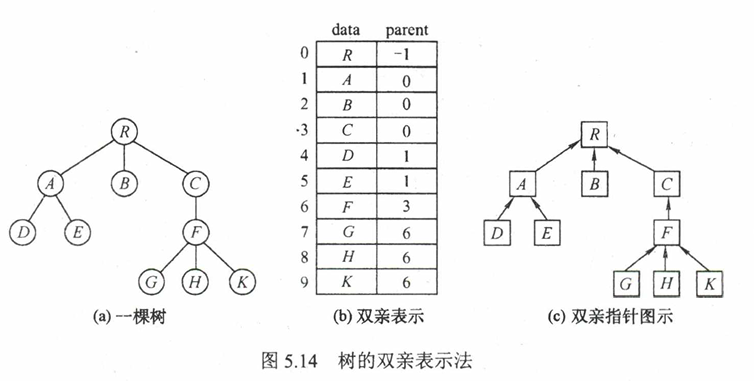 data parent
0 R -1
1 A 0
2 B 0
3 C 0
4 D 1
5 E 1
6 F 3
7 G 6
8 H 6
9 K 6
R
A B C
D E F
G H K
R
A B C
D E F
G H K
(a) 一棵树
(b) 双亲表示
(c) 双亲指针图示
图 5.14 树的双亲表示法